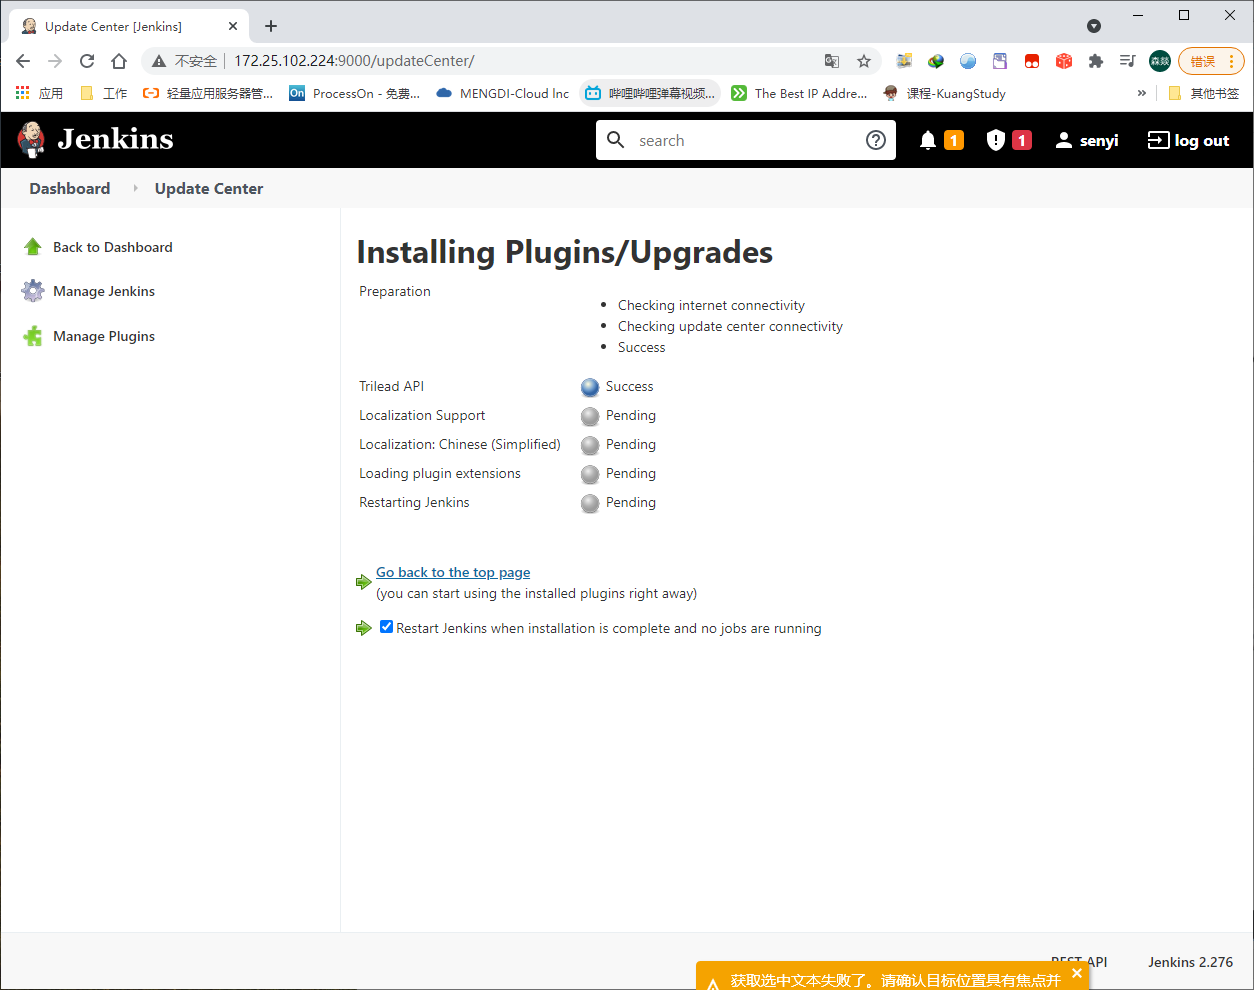 Update Center [Jenkins]
不安全 172.25.102.224:9000/updateCenter/
森燚
错误
应用 工作 轻量应用服务器管... On ProcessOn - 免费... MENGDI-Cloud Inc 哔哩哔哩弹幕视频... The Best IP Addre... 课程-KuangStudy » 其他书签
Jenkins search 1 1 senyi log out
Dashboard Update Center
Back to Dashboard
Manage Jenkins
Manage Plugins
Installing Plugins/Upgrades
Preparation
Checking internet connectivity
Checking update center connectivity
Success
Trilead API Success
Localization Support Pending
Localization: Chinese (Simplified) Pending
Loading plugin extensions Pending
Restarting Jenkins Pending
Go back to the top page
(you can start using the installed plugins right away)
Restart Jenkins when installation is complete and no jobs are running
REST API Jenkins 2.276
获取选中文本失败了。请确认目标位置具有焦点并